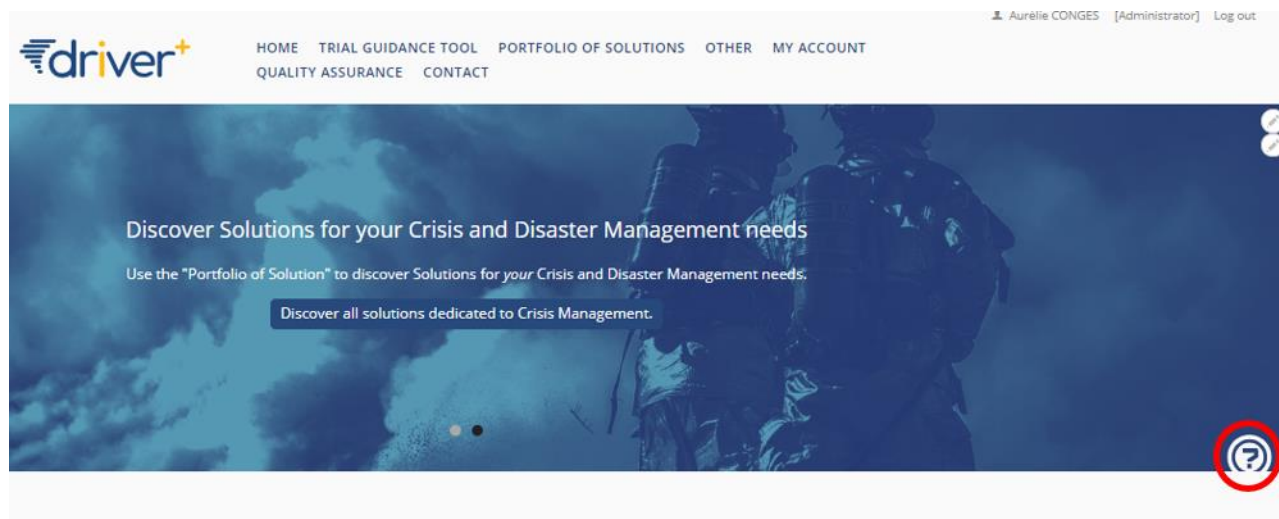 Aurélie CONGES [Administrator] Log out
driver+
HOME TRIAL GUIDANCE TOOL PORTFOLIO OF SOLUTIONS OTHER MY ACCOUNT
QUALITY ASSURANCE CONTACT
Discover Solutions for your Crisis and Disaster Management needs
Use the "Portfolio of Solution" to discover Solutions for your Crisis and Disaster Management needs.
Discover all solutions dedicated to Crisis Management.
?